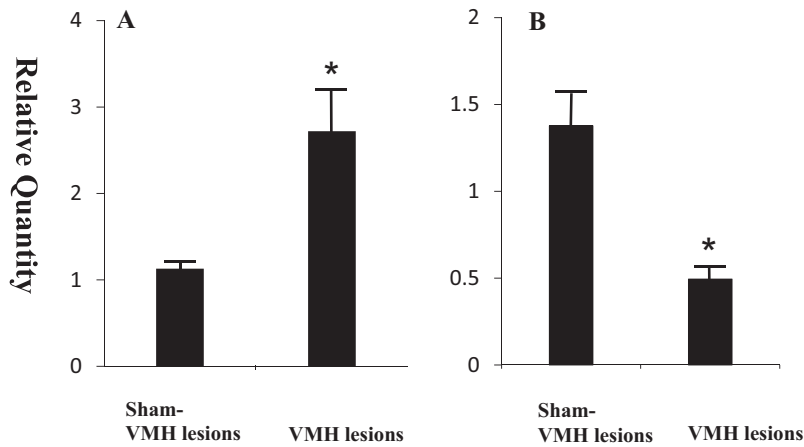 A
B
Relative Quantity
4
3
2
1
0
*
Sham-
VMH lesions
VMH lesions
2
1.5
1
0.5
0
*
Sham-
VMH lesions
VMH lesions